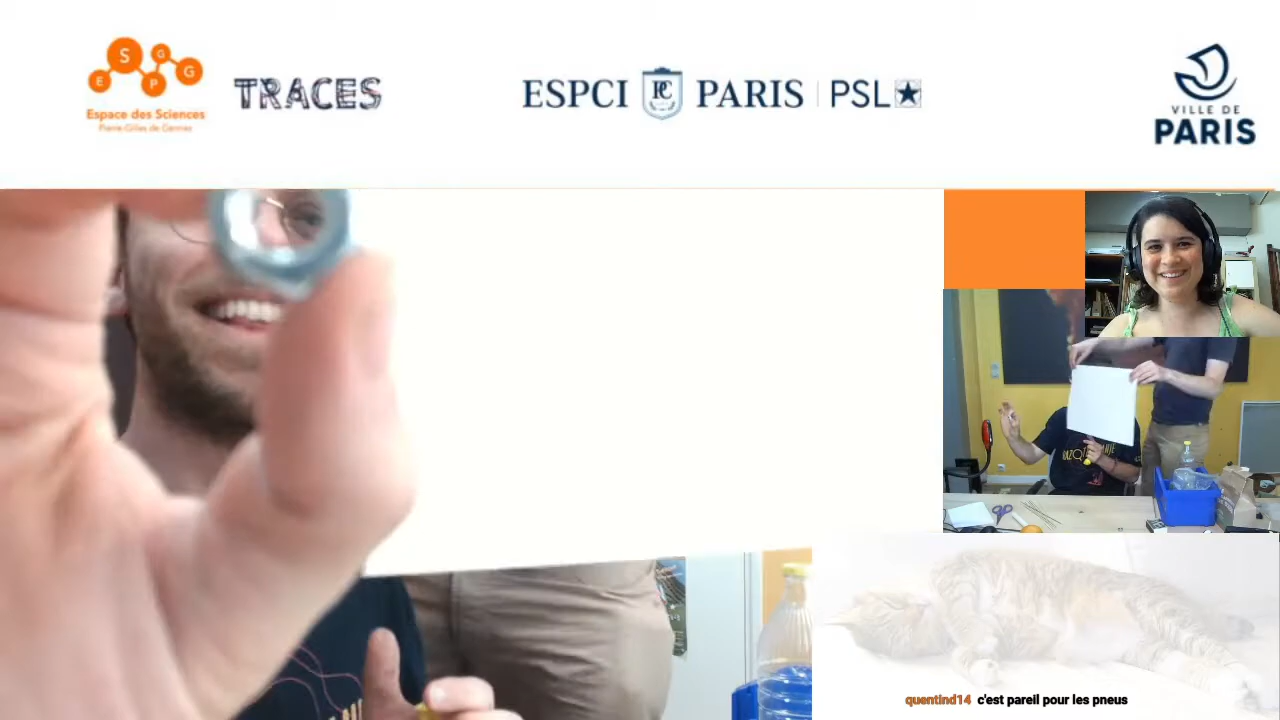 S G E P G
Espace des Sciences
Pierre-Gilles de Gennes
TRACES
ESPCI PC PARIS PSL
VILLE DE
PARIS
quentind14 c'est pareil pour les pneus